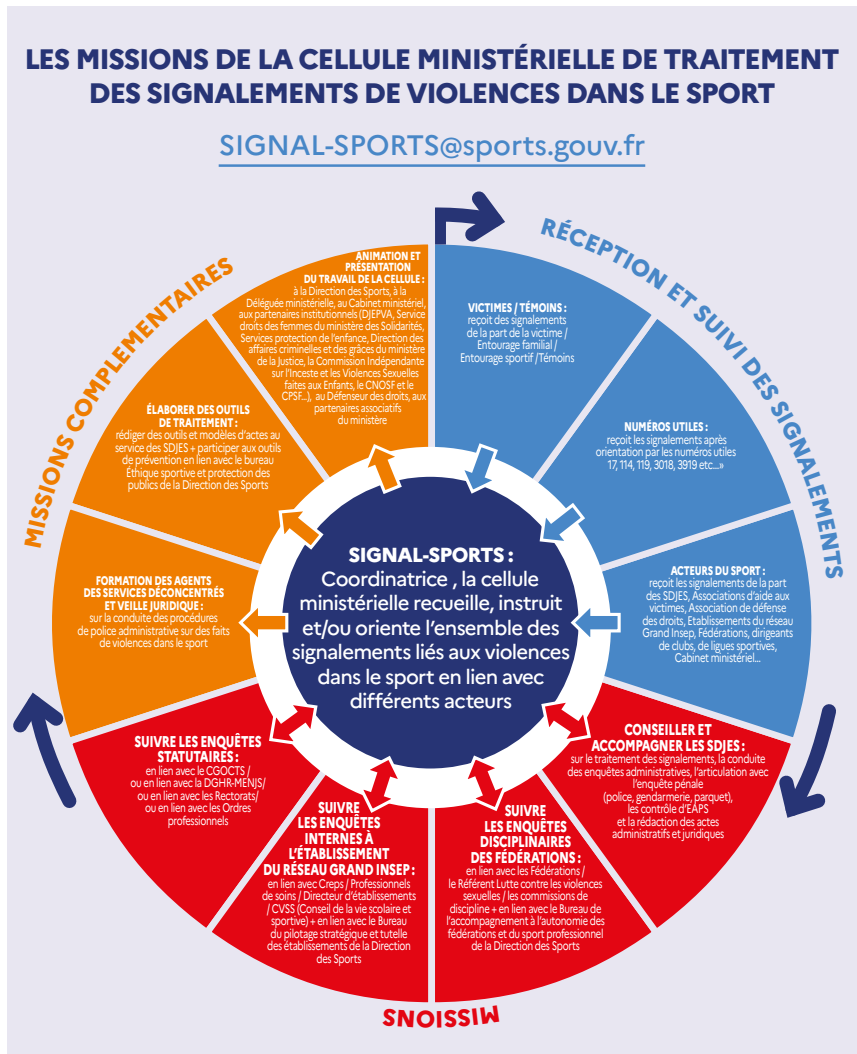 LES MISSIONS DE LA CELLULE MINISTÉRIELLE DE TRAITEMENT
DES SIGNALEMENTS DE VIOLENCES DANS LE SPORT
SIGNAL-SPORTS@sports.gouv.fr
RÉCEPTION ET SUIVI DES SIGNALEMENTS
VICTIMES / TÉMOINS :
reçoit des signalements
de la part de la victime /
Entourage familial /
Entourage sportif /Témoins
NUMÉROS UTILES :
reçoit les signalements après
orientation par les numéros utiles
17, 114, 119, 3018, 3919 etc...»
ACTEURS DU SPORT :
reçoit les signalements de la part
des SDJES, Associations d'aide aux
victimes, Association de défense
des droits, Etablissements du réseau
Grand Insep, Fédérations, dirigeants
de clubs, de ligues sportives,
Cabinet ministériel...
MISSIONS
CONSEILLER ET
ACCOMPAGNER LES SDJES :
sur le traitement des signalements, la conduite
des enquêtes administratives, l'articulation avec
l'enquête pénale
(police, gendarmerie, parquet),
les contrôle d'EAPS
et la rédaction des actes
administratifs et juridiques
SUIVRE
LES ENQUÊTES
DISCIPLINAIRES
DES FÉDÉRATIONS :
en lien avec les Fédérations /
le Référent Lutte contre les violences
sexuelles / les commissions de
discipline + en lien avec le Bureau de
l'accompagnement à l'autonomie des
fédérations et du sport professionnel
de la Direction des Sports
SUIVRE
LES ENQUÊTES
INTERNES À
L'ÉTABLISSEMENT
DU RÉSEAU GRAND INSEP :
en lien avec Creps / Professionnels
de soins / Directeur d'établissements
/ CVSS (Conseil de la vie scolaire et
sportive) + en lien avec le Bureau
du pilotage stratégique et tutelle
des établissements de la Direction
des Sports
SUIVRE LES ENQUÊTES
STATUTAIRES :
en lien avec le CGOCTS /
ou en lien avec la DGHR-MENJS/
ou en lien avec les Rectorats/
ou en lien avec les Ordres
professionnels
MISSIONS COMPLEMENTAIRES
FORMATION DES AGENTS
DES SERVICES DÉCONCENTRÉS
ET VEILLE JURIDIQUE :
sur la conduite des procédures
de police administrative sur des faits
de violences dans le sport
ÉLABORER DES OUTILS
DE TRAITEMENT :
rédiger des outils et modèles d'actes au
service des SDJES + participer aux outils
de prévention en lien avec le bureau
Éthique sportive et protection des
publics de la Direction des Sports
ANIMATION ET
PRÉSENTATION
DU TRAVAIL DE LA CELLULE :
à la Direction des Sports, à la
Déléguée ministérielle, au Cabinet ministériel,
aux partenaires institutionnels (DJEPVA, Service
droits des femmes du ministère des Solidarités,
Services protection de l'enfance, Direction des
affaires criminelles et des grâces du ministère
de la Justice, la Commission Indépendante
sur l'Inceste et les Violences Sexuelles
faites aux Enfants, le CNOSF et le
CPSF...), au Défenseur des droits, aux
partenaires associatifs
du ministère
SIGNAL-SPORTS :
Coordinatrice , la cellule
ministérielle recueille, instruit
et/ou oriente l'ensemble des
signalements liés aux violences
dans le sport en lien avec
différents acteurs